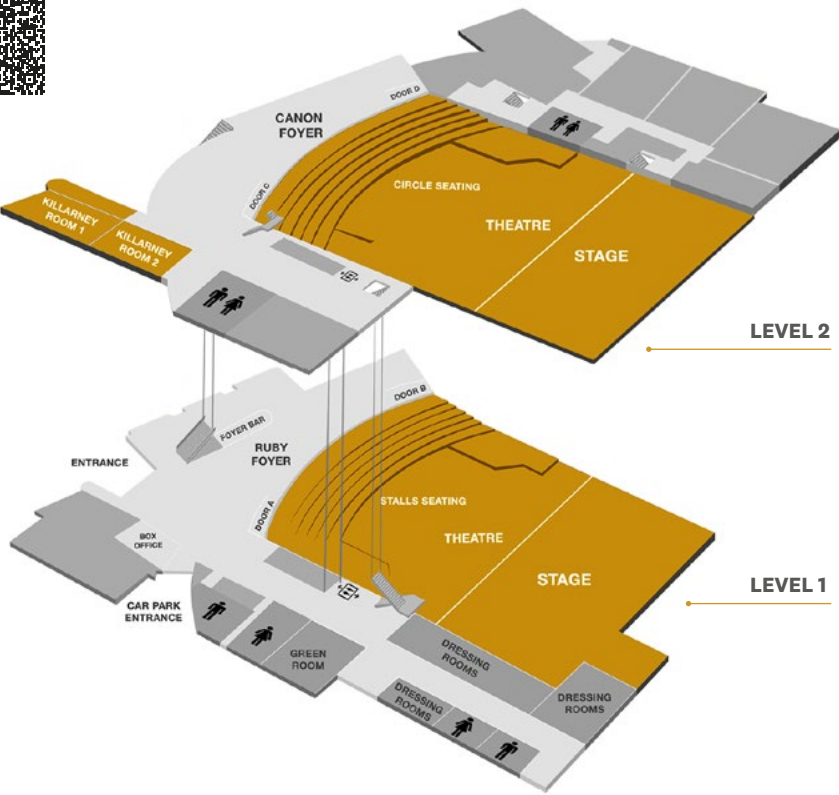 DOOR D
CANON
FOYER
DOOR C
CIRCLE SEATING
KILLARNEY
ROOM 1
KILLARNEY
ROOM 2
THEATRE
STAGE
LEVEL 2
DOOR B
FOYER BAR
RUBY
FOYER
ENTRANCE
DOOR A
STALLS SEATING
BOX
OFFICE
THEATRE
STAGE
LEVEL 1
CAR PARK
ENTRANCE
GREEN
ROOM
DRESSING
ROOMS
DRESSING
ROOMS
DRESSING
ROOMS